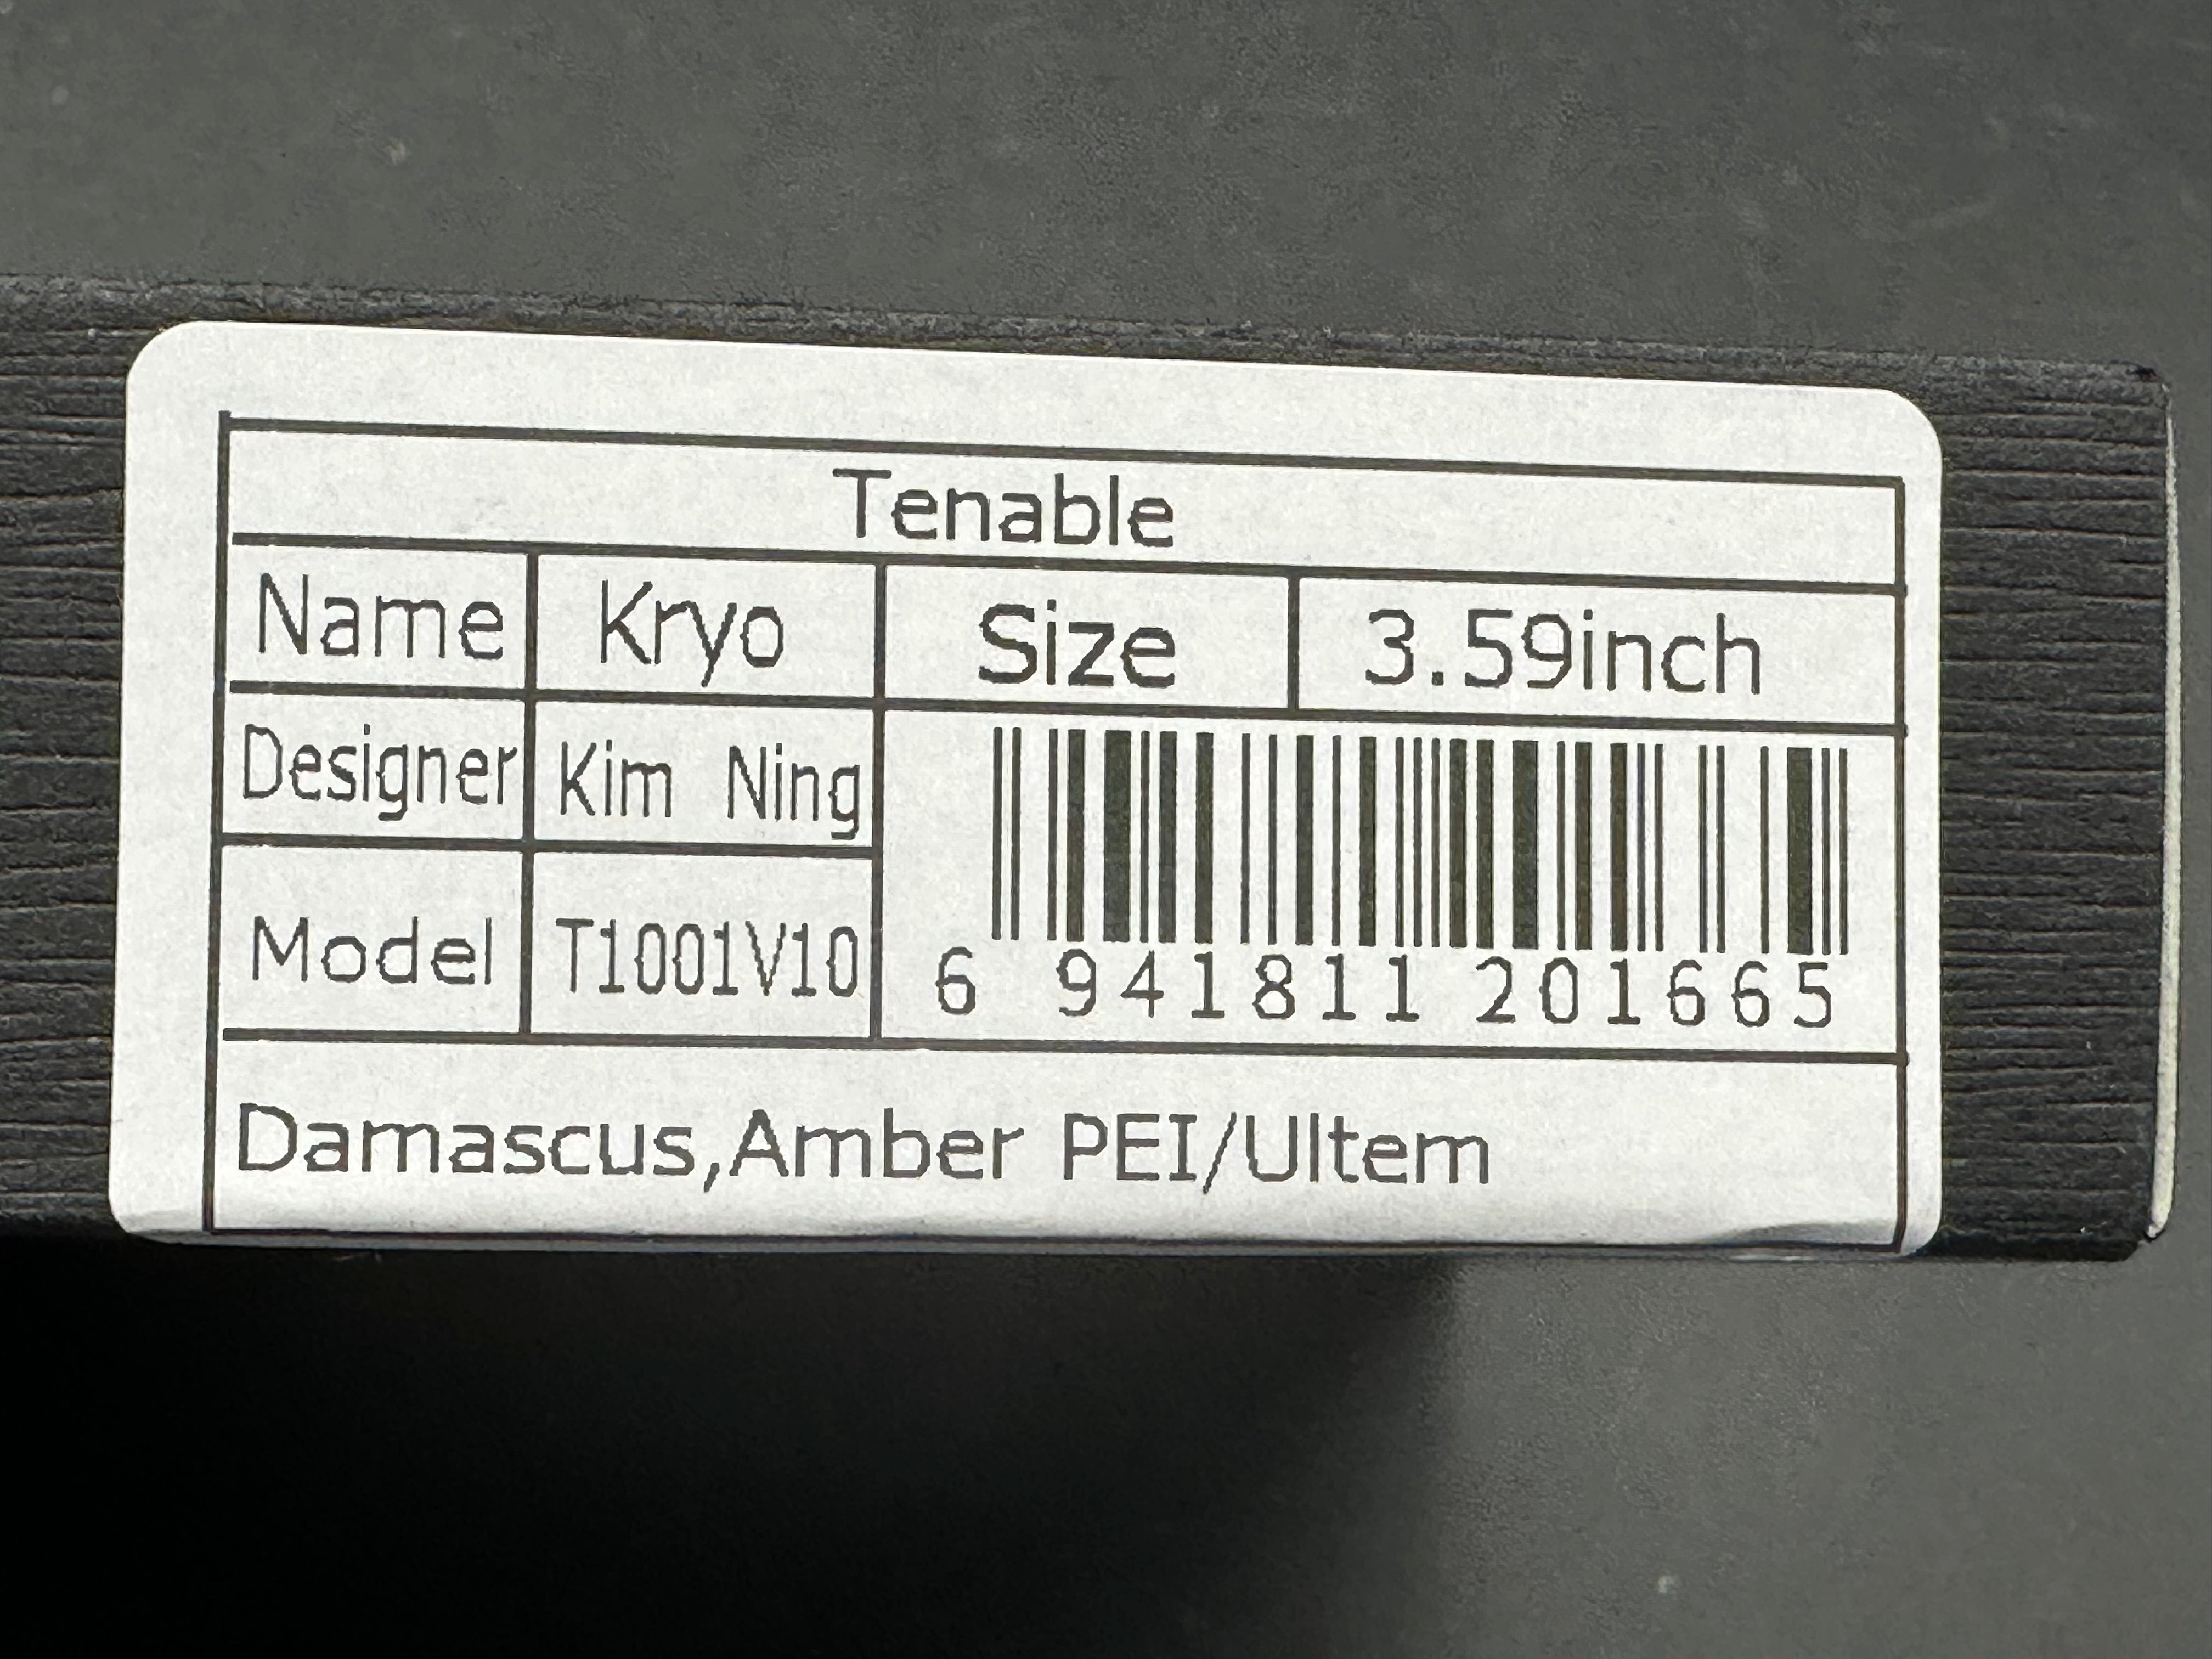 Tenable
Name Kryo Size 3.59inch
Designer Kim Ning
Model T1001V10 6 941811 201665
Damascus,Amber PEI/Ultem